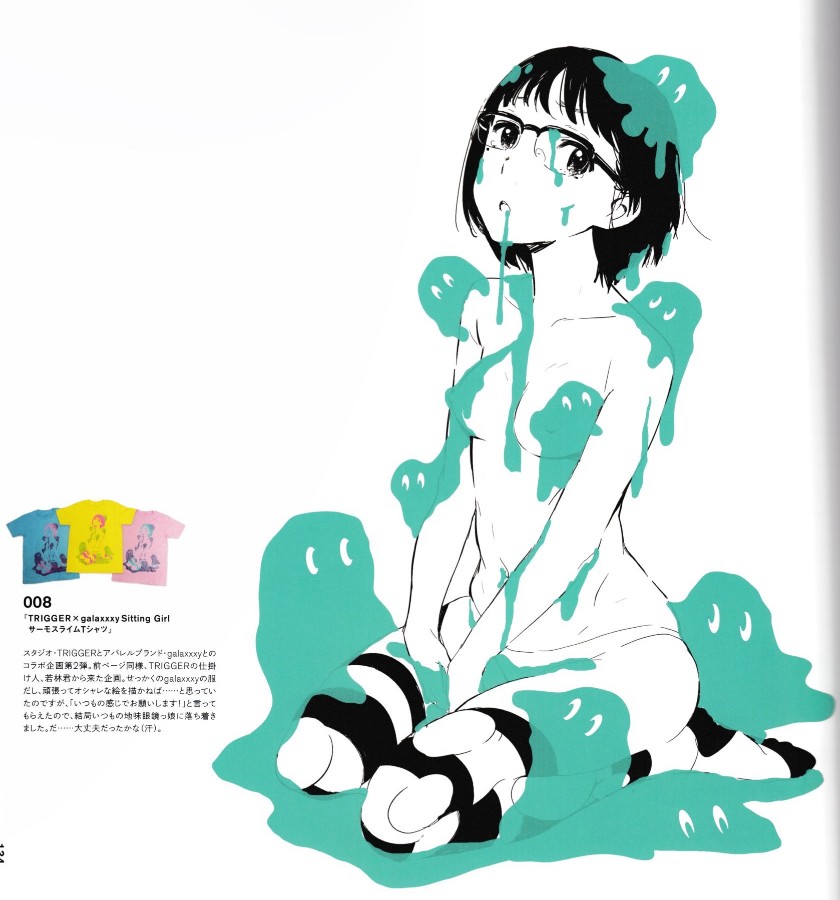 008
「TRIGGER×galaxxxy Sitting Girl
サーモスライムTシャツ」
スタジオ・TRIGGERとアパレルブランド・galaxxxyとの
コラボ企画第2弾。前ページ同様、TRIGGERの仕掛
け人、若林君から来た企画。せっかくのgalaxxxyの服
だし、頑張ってオシャレな絵を描かねば……と思ってい
たのですが、「いつもの感じでお願いします!」と言って
もらえたので、結局いつもの地味眼鏡っ娘に落ち着き
ました。だ……大丈夫だったかな(汗)。
134